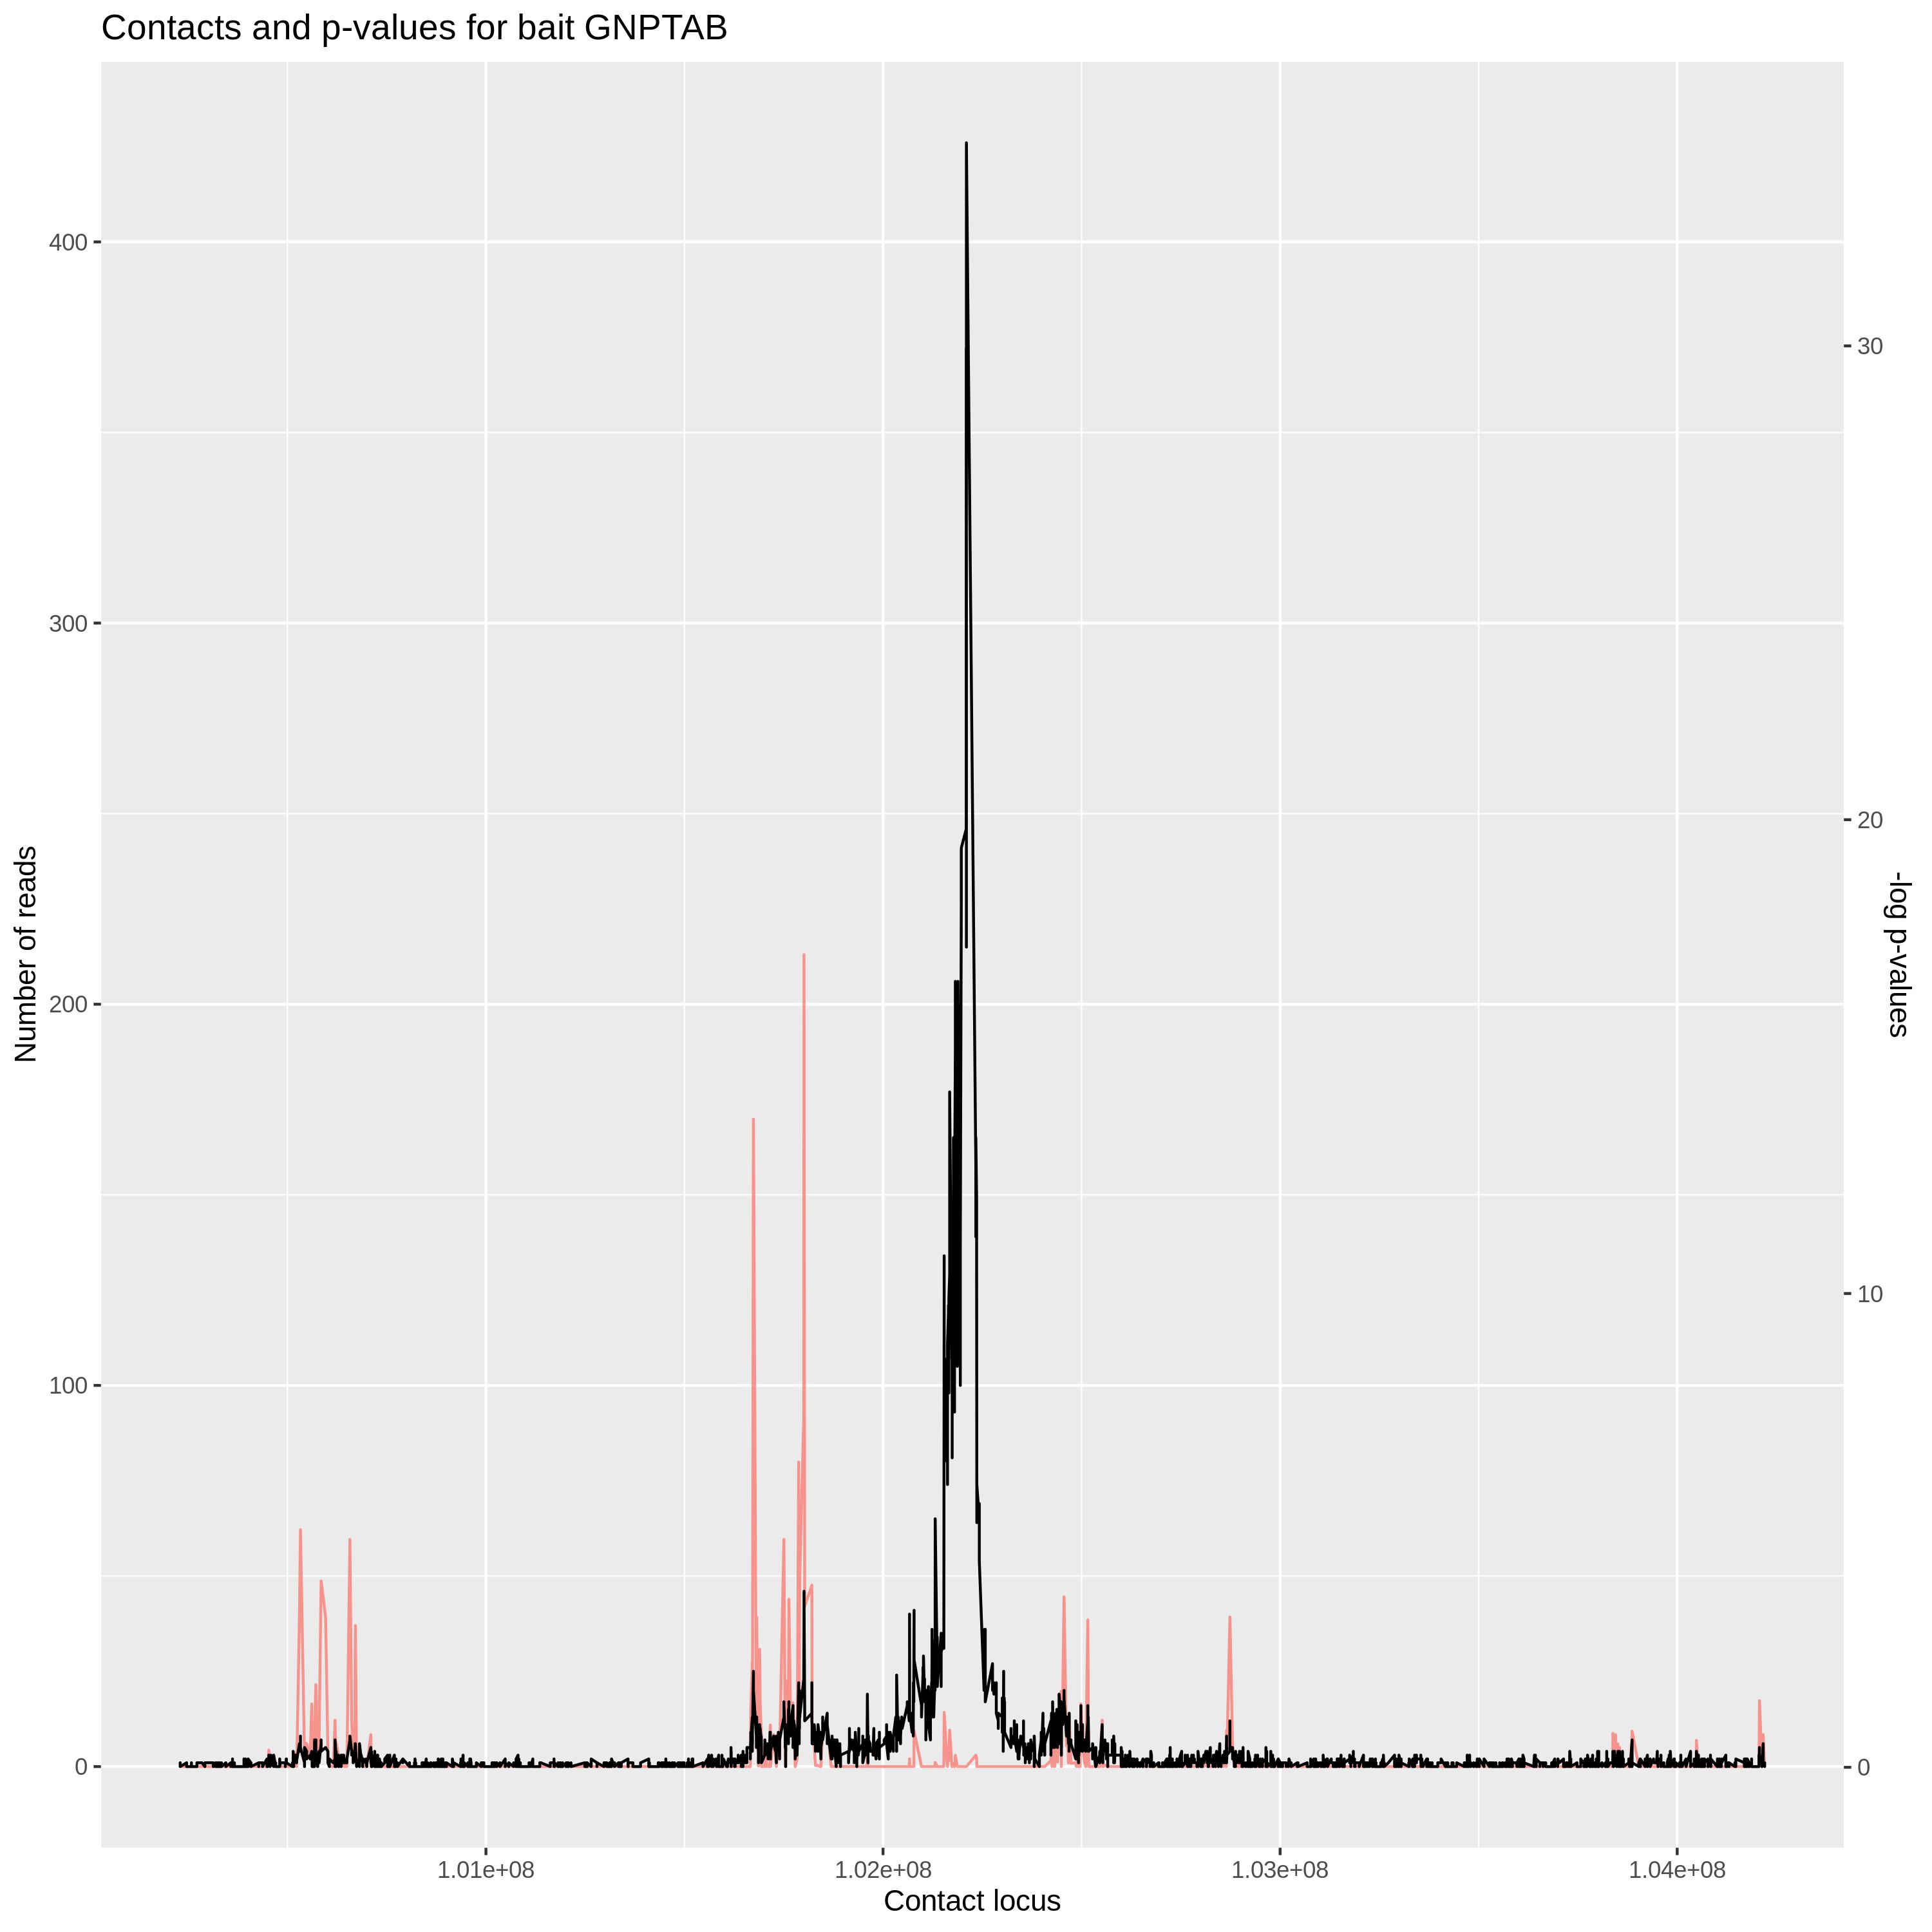 Contacts and p-values for bait GNPTAB
400
300
200
100
0
Number of reads
30
20
10
0
-log p-values
1.01e+08
1.02e+08
1.03e+08
1.04e+08
Contact locus